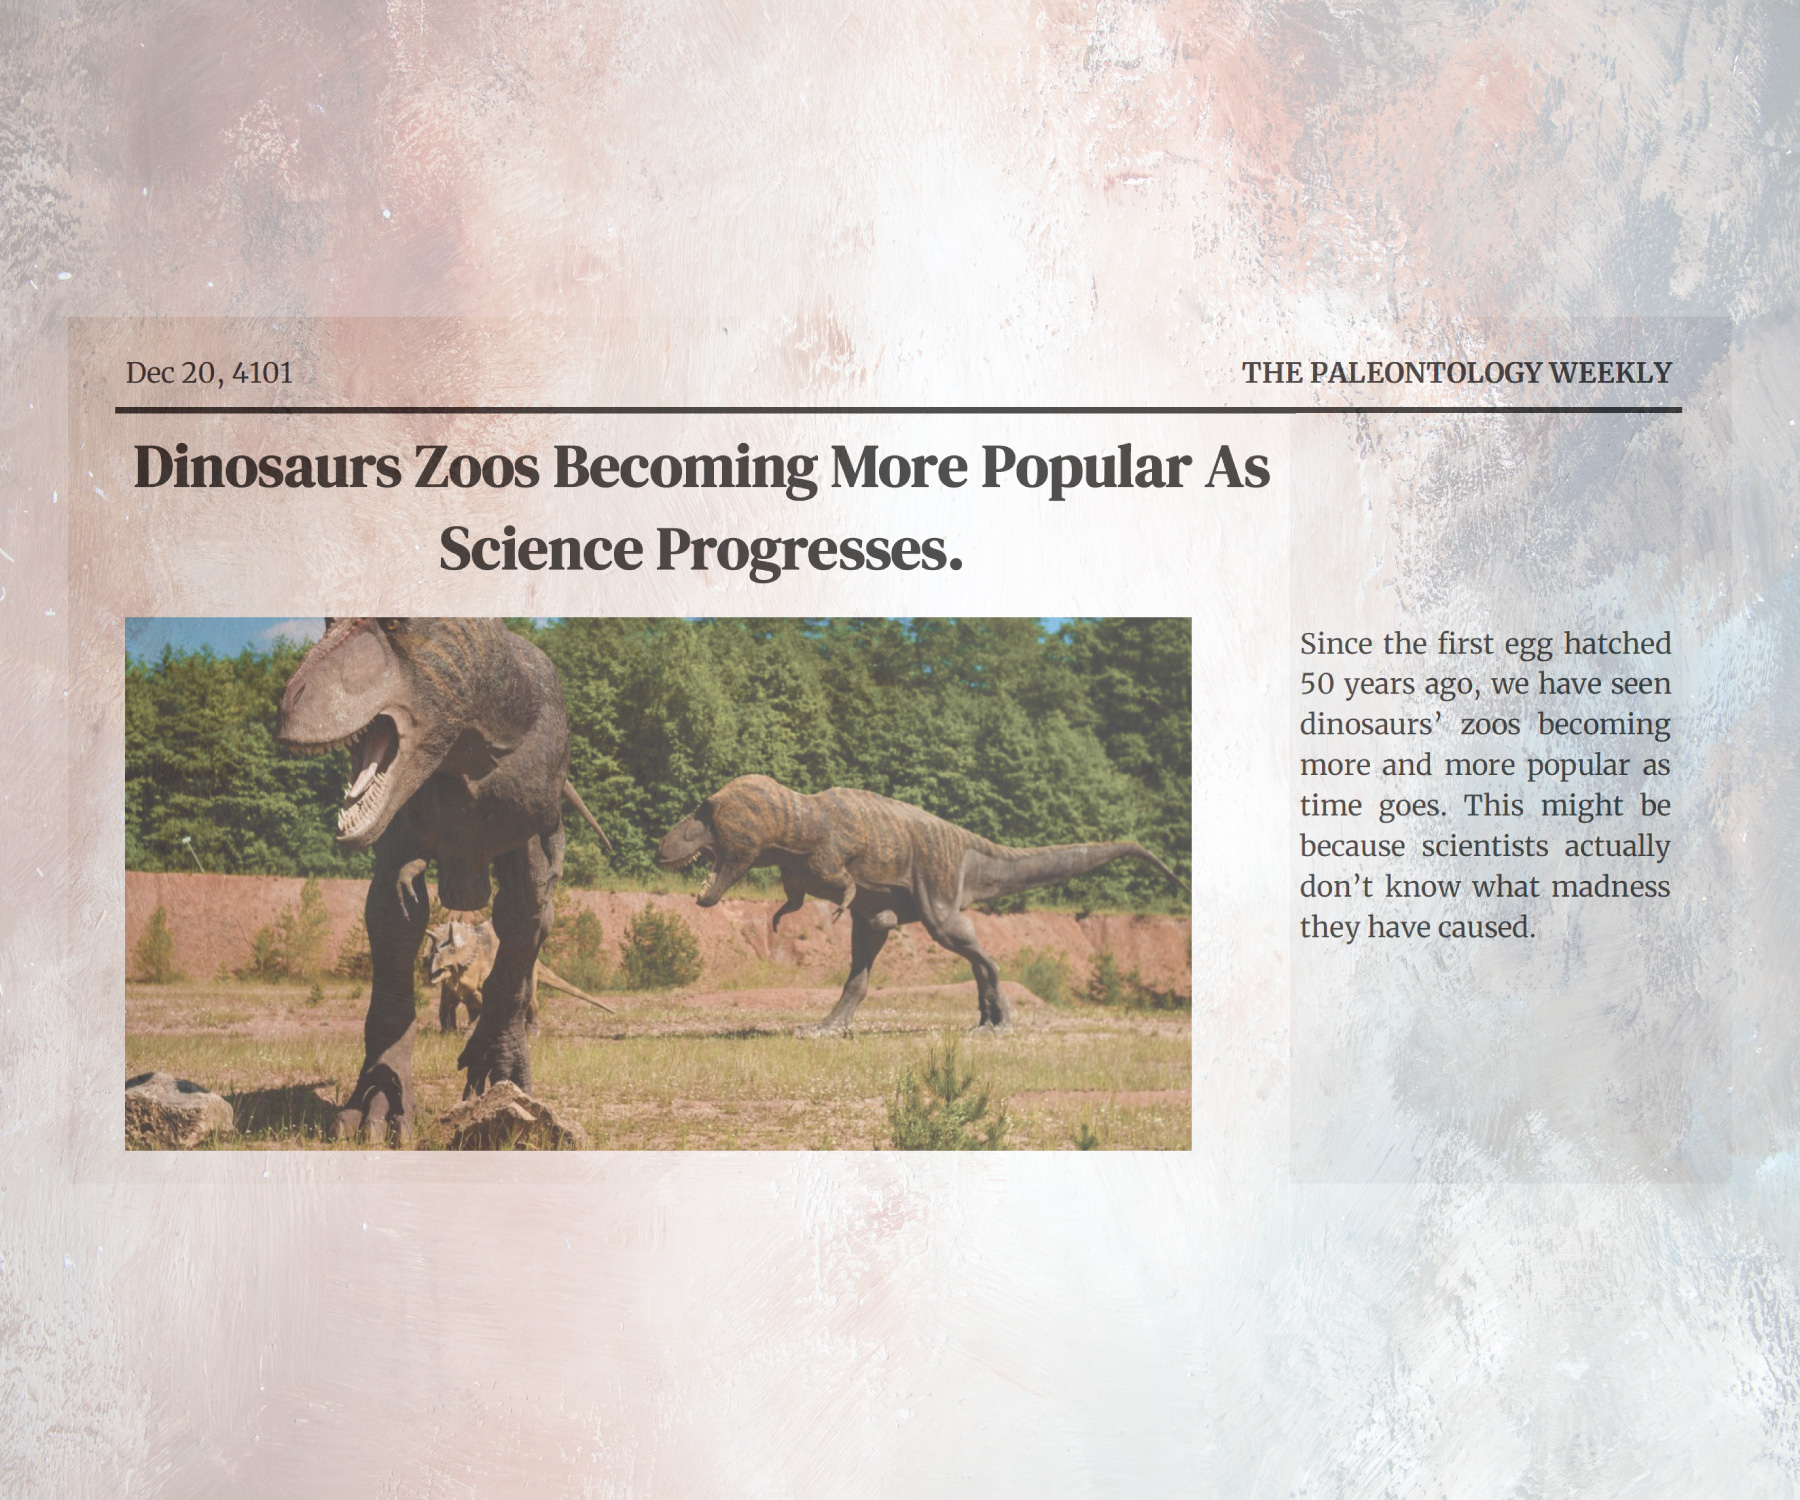 Dec 20, 4101
THE PALEONTOLOGY WEEKLY
Dinosaurs Zoos Becoming More Popular As
Science Progresses.
Since the first egg hatched
50 years ago, we have seen
dinosaurs’ zoos becoming
more and more popular as
time goes. This might be
because scientists actually
don’t know what madness
they have caused.